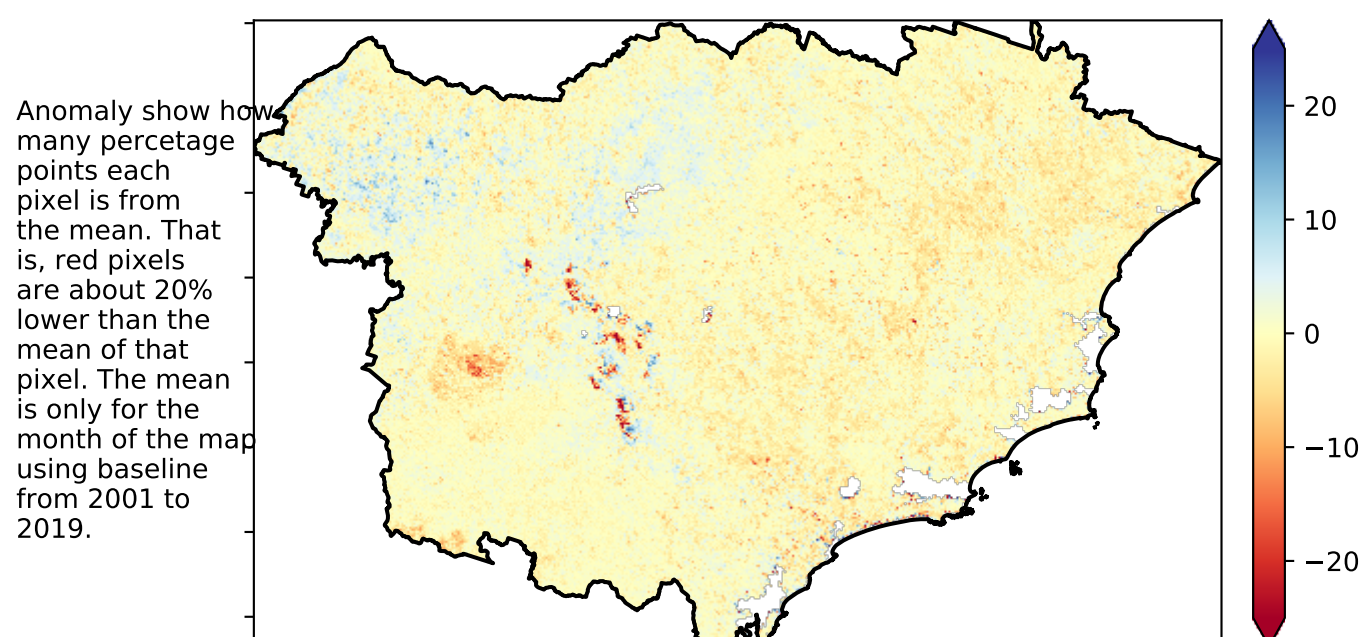 Anomaly show how
many percetage
points each
pixel is from
the mean. That
is, red pixels
are about 20%
lower than the
mean of that
pixel. The mean
is only for the
month of the map
using baseline
from 2001 to
2019.
20
10
0
−10
−20